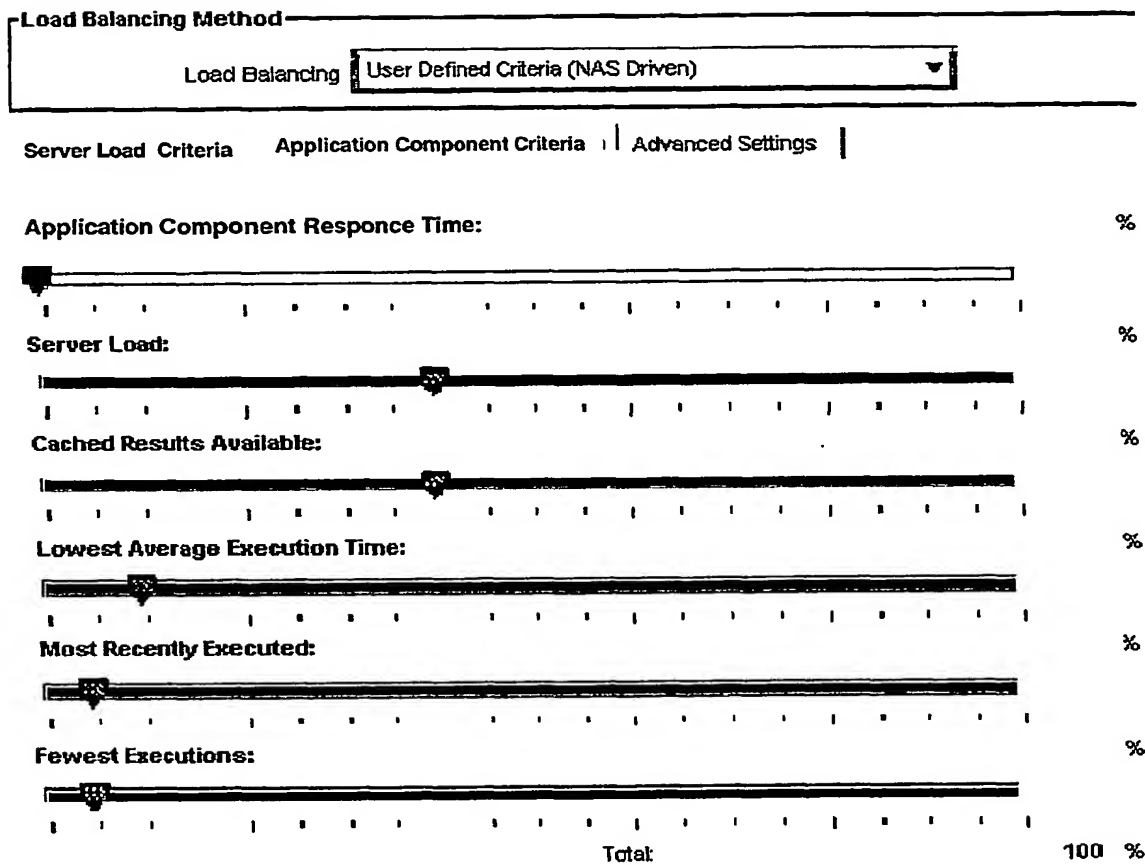 Load Balancing Method
Load Balancing User Defined Criteria (NAS Driven)
Server Load Criteria Application Component Criteria Advanced Settings
Application Component Responce Time: %
Server Load: %
Cached Results Available: %
Lowest Average Execution Time: %
Most Recently Executed: %
Fewest Executions: %
Total: 100 %